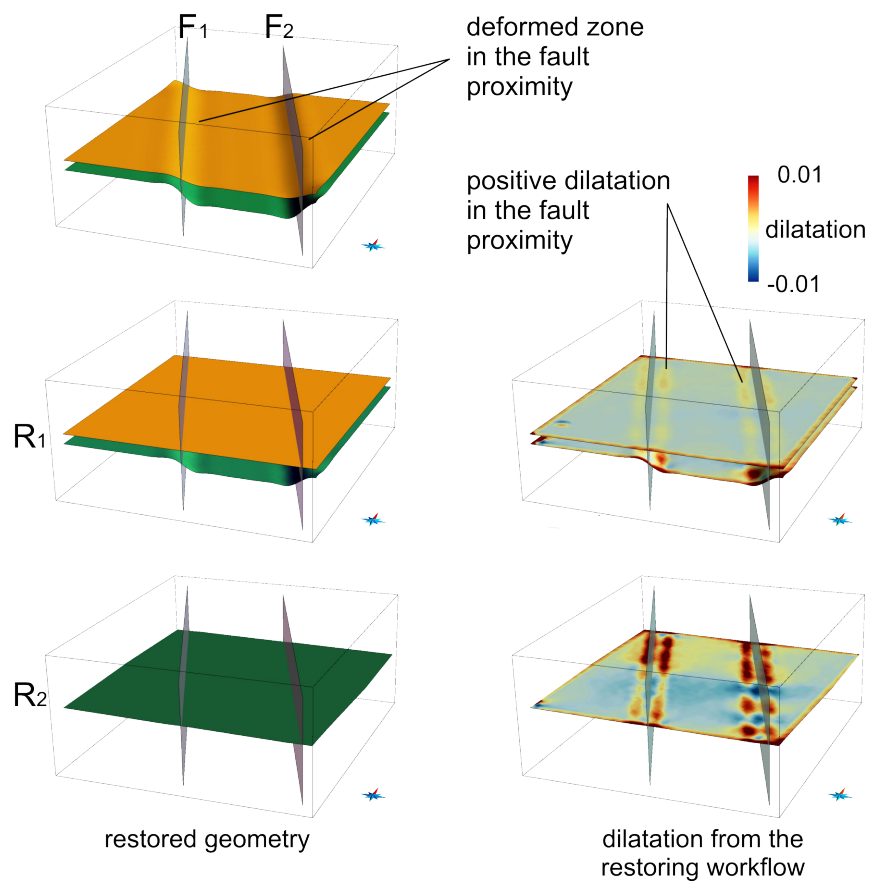 F1
F2
deformed zone
in the fault
proximity
positive dilatation
in the fault
proximity
0.01
dilatation
-0.01
R1
R2
restored geometry
dilatation from the
restoring workflow